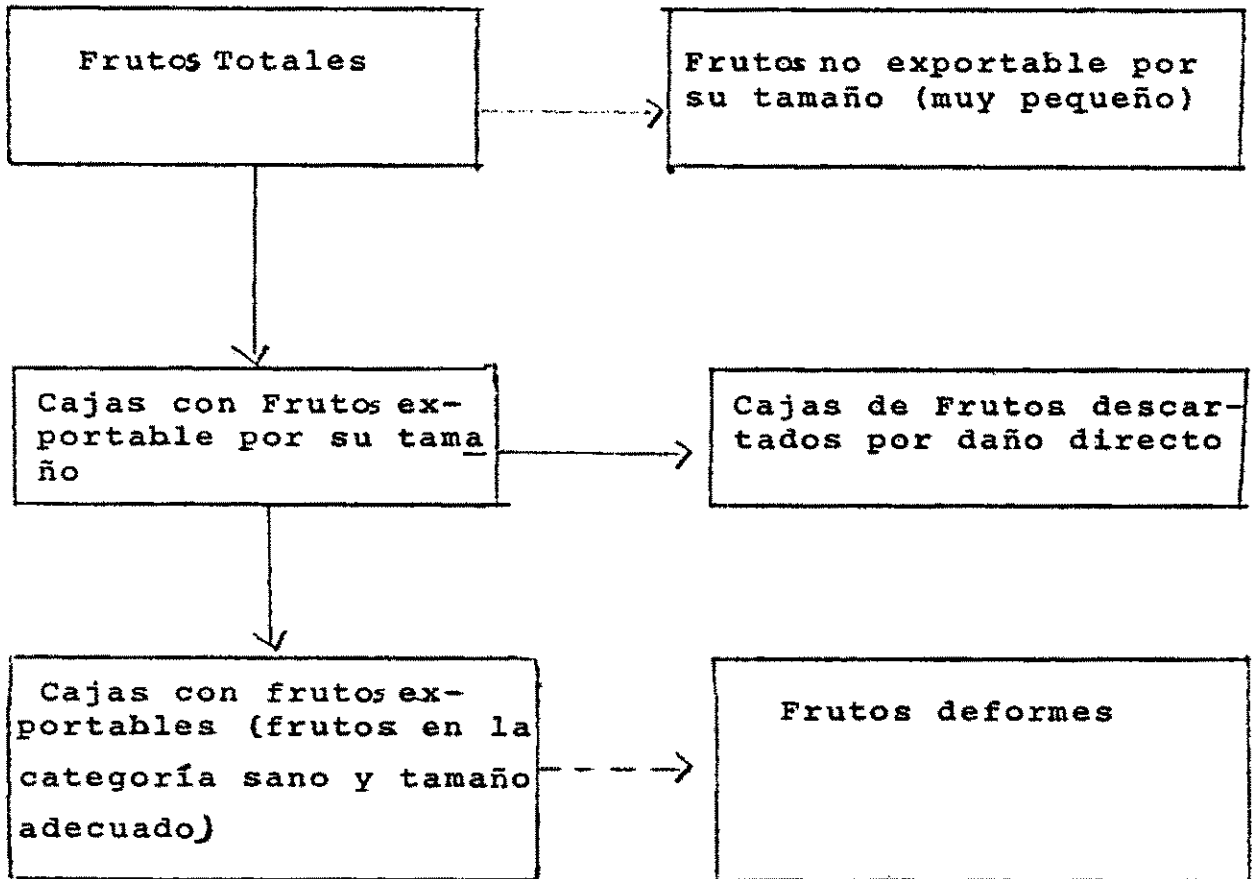 Frutos Totales
Frutos no exportable por
su tamaño (muy pequeño)
Cajas con Frutos ex-
portable por su tama
ño
Cajas de Frutos descar-
tados por daño directo
Cajas con frutos ex-
portables (frutos en la
categoría sano y tamaño
adecuado)
Frutos deformes